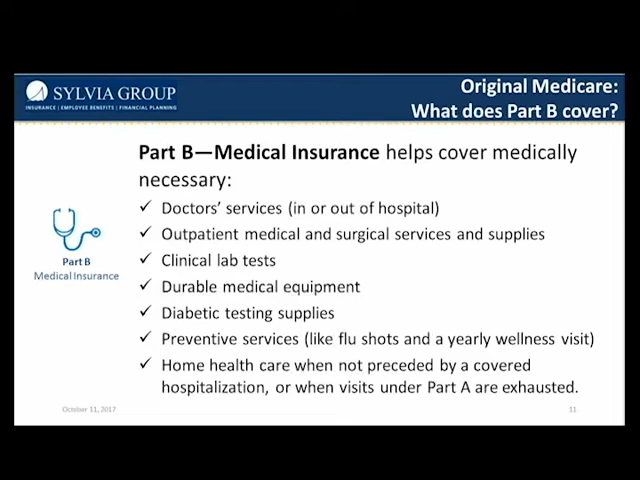 SYLVIA GROUP
INSURANCE | EMPLOYEE BENEFITS | FINANCIAL PLANNING
Original Medicare:
What does Part B cover?
Part B—Medical Insurance helps cover medically
necessary:
✓ Doctors' services (in or out of hospital)
✓ Outpatient medical and surgical services and supplies
✓ Clinical lab tests
✓ Durable medical equipment
✓ Diabetic testing supplies
✓ Preventive services (like flu shots and a yearly wellness visit)
✓ Home health care when not preceded by a covered
hospitalization, or when visits under Part A are exhausted.
Part B
Medical Insurance
October 11, 2017
11